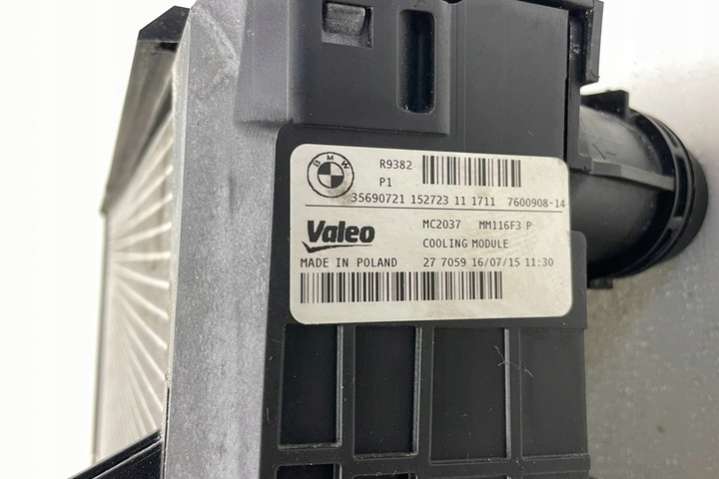 BMW
R9382
P1
35690721 152723 11 1711 7600908-14
Valeo
MC2037 MM116F3 P
COOLING MODULE
MADE IN POLAND 27 7059 16/07/15 11:30